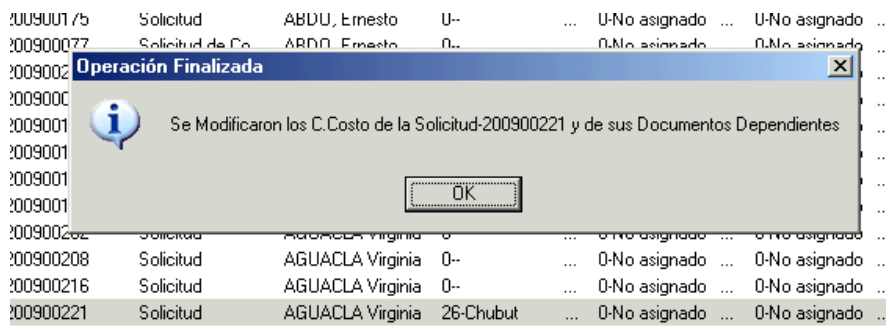 200900175 Solicitud ABDO, Ernesto 0-- ... 0-No asignado ... 0-No asignado ..
200900077 Solicitud de Co ABDO, Ernesto 0-- 0-No asignado 0-No asignado
Operación Finalizada
Se Modificaron los C.Costo de la Solicitud-200900221 y de sus Documentos Dependientes
OK
200900202 Solicitud AGUACLA Virginia 0-- ... 0-No asignado ... 0-No asignado ..
200900208 Solicitud AGUACLA Virginia 0-- ... 0-No asignado ... 0-No asignado ..
200900216 Solicitud AGUACLA Virginia 0-- ... 0-No asignado ... 0-No asignado ..
200900221 Solicitud AGUACLA Virginia 26-Chubut ... 0-No asignado ... 0-No asignado ..